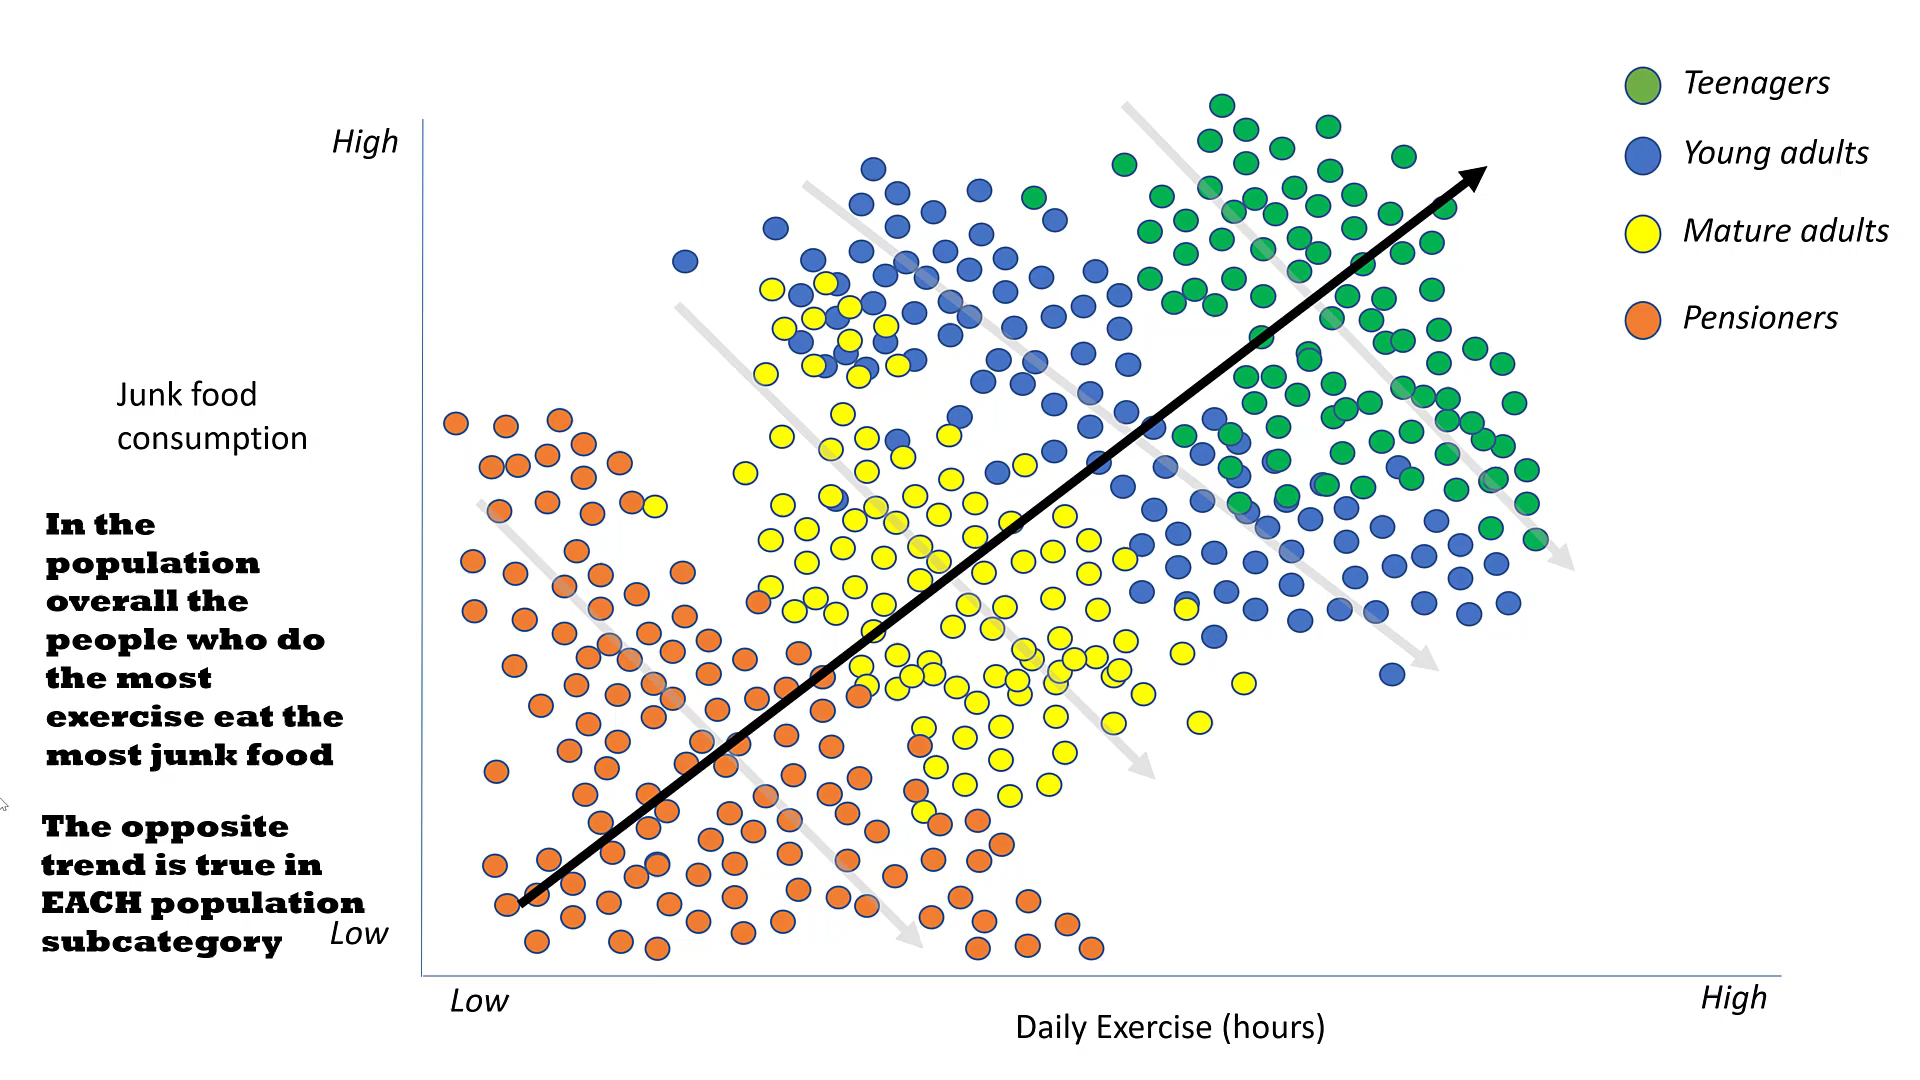 Teenagers
Young adults
Mature adults
Pensioners
High
Junk food
consumption
In the
population
overall the
people who do
the most
exercise eat the
most junk food
The opposite
trend is true in
EACH population
subcategory
Low
Low
High
Daily Exercise (hours)